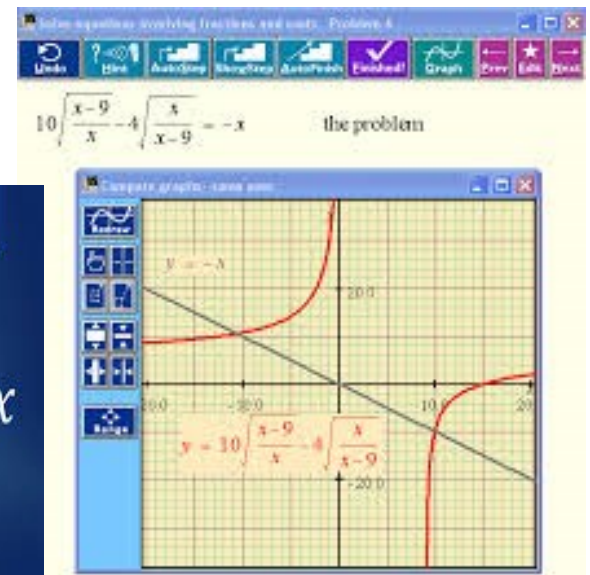 Solve equations involving fractions and roots: Problem 4
Undo Hint AutoStep ShowStep AutoFinish Finished! Graph Prev Edit Next
10√((x-9)/x) - 4√(x/(x-9)) = -x the problem
Compare graphs - same axes
Redraw
y = -x
20.0
-10.0 10.0 20
y = 10√((x-9)/x) - 4√(x/(x-9))
-20.0
Range
x